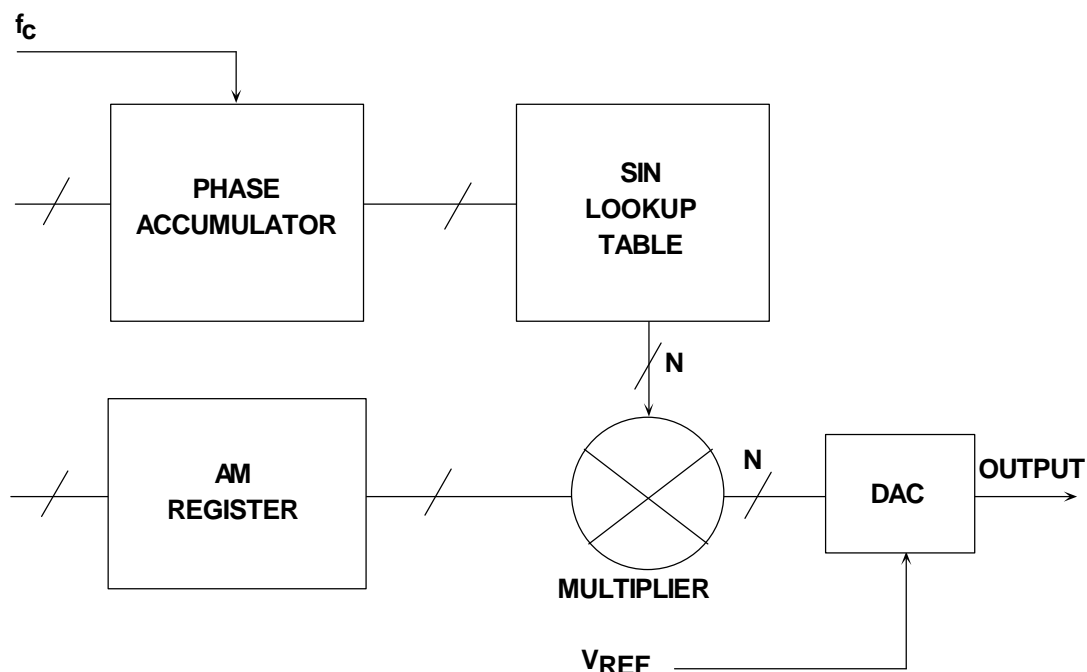 fC
PHASE
ACCUMULATOR
SIN
LOOKUP
TABLE
N
AM
REGISTER
N
DAC
OUTPUT
MULTIPLIER
VREF